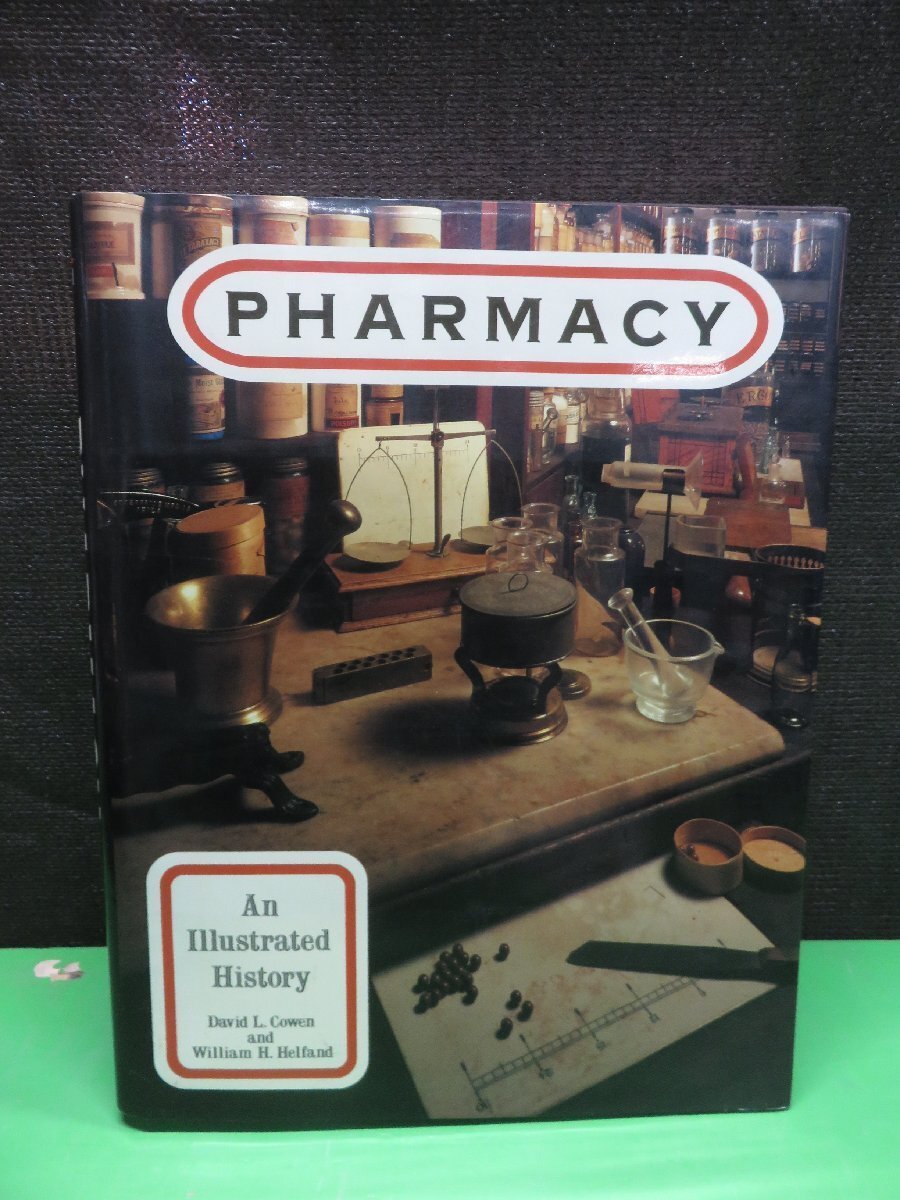 PHARMACY
An
Illustrated
History
David L. Cowen
and
William H. Helfand